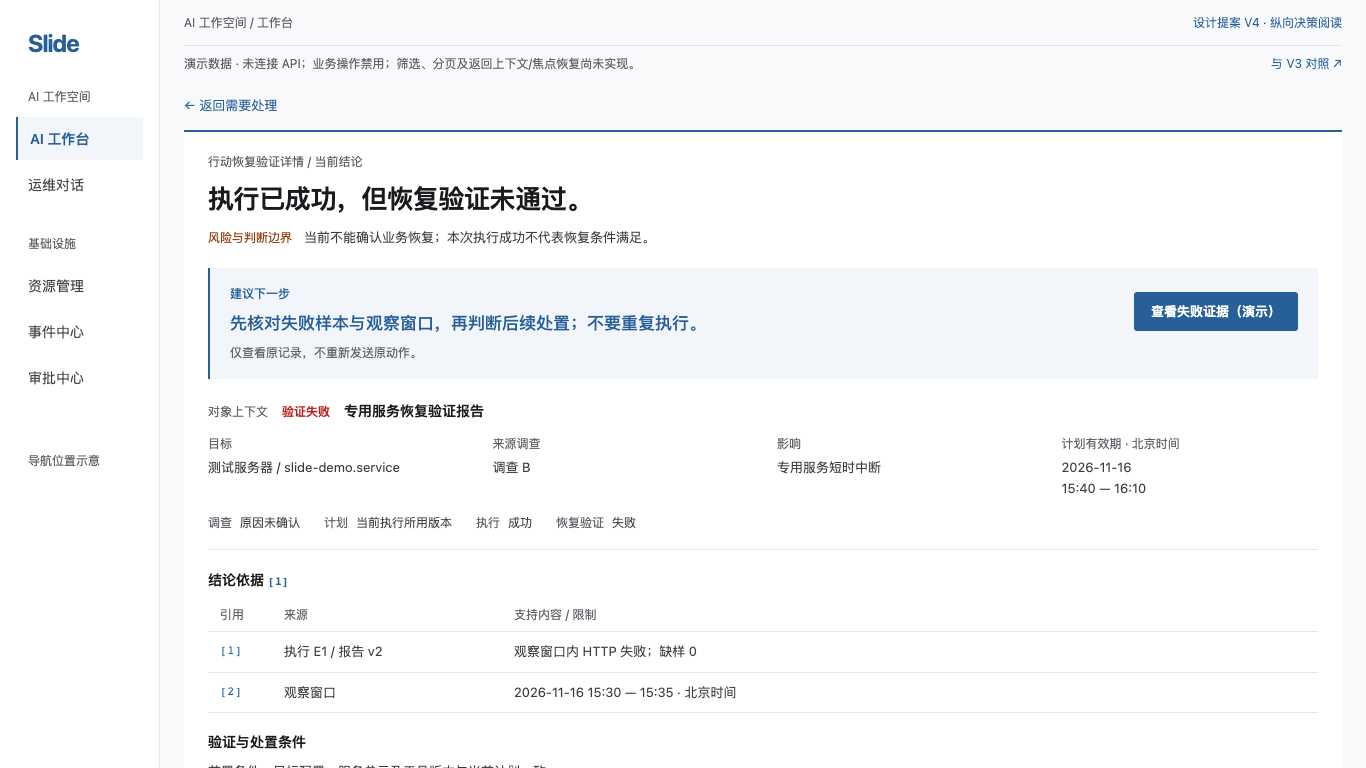 Slide
AI 工作空间
AI 工作台
运维对话
基础设施
资源管理
事件中心
审批中心
导航位置示意
AI 工作空间 / 工作台
设计提案 V4 · 纵向决策阅读
演示数据 · 未连接 API；业务操作禁用；筛选、分页及返回上下文/焦点恢复尚未实现。
与 V3 对照 ↗
← 返回需要处理
行动恢复验证详情 / 当前结论
执行已成功，但恢复验证未通过。
风险与判断边界 当前不能确认业务恢复；本次执行成功不代表恢复条件满足。
建议下一步
先核对失败样本与观察窗口，再判断后续处置；不要重复执行。
仅查看原记录，不重新发送原动作。
查看失败证据（演示）
对象上下文 验证失败 专用服务恢复验证报告
目标 来源调查 影响 计划有效期 · 北京时间
测试服务器 / slide-demo.service 调查 B 专用服务短时中断 2026-11-16
15:40 — 16:10
调查 原因未确认 计划 当前执行所用版本 执行 成功 恢复验证 失败
结论依据 [1]
引用 来源 支持内容 / 限制
[1] 执行 E1 / 报告 v2 观察窗口内 HTTP 失败；缺样 0
[2] 观察窗口 2026-11-16 15:30 — 15:35 · 北京时间
验证与处置条件